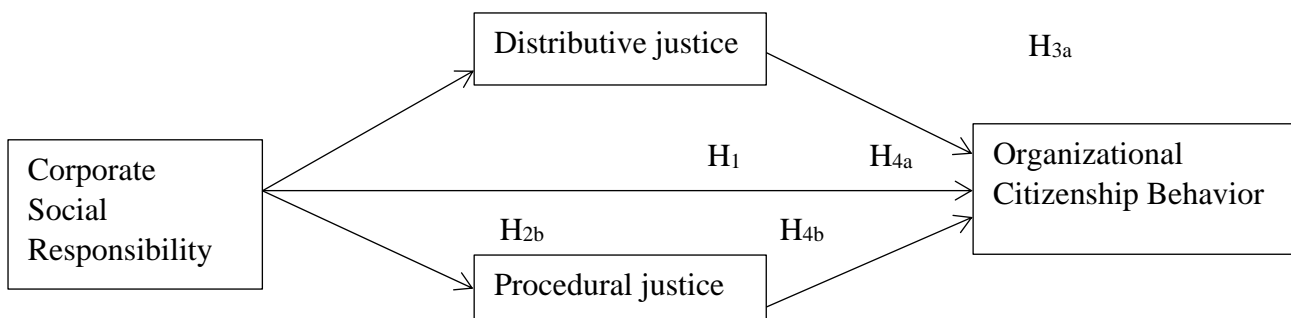 Distributive justice
H3a
Corporate
Social
Responsibility
H1
H4a
Organizational
Citizenship Behavior
H2b
H4b
Procedural justice